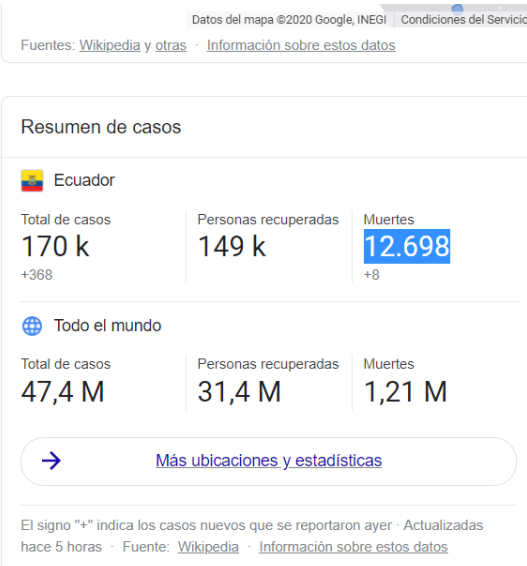 Datos del mapa ©2020 Google, INEGI Condiciones del Servicio
Fuentes: Wikipedia y otras · Información sobre estos datos
Resumen de casos
Ecuador
Total de casos Personas recuperadas Muertes
170 k 149 k 12.698
+368 +8
Todo el mundo
Total de casos Personas recuperadas Muertes
47,4 M 31,4 M 1,21 M
Más ubicaciones y estadísticas
El signo "+" indica los casos nuevos que se reportaron ayer · Actualizadas
hace 5 horas · Fuente: Wikipedia · Información sobre estos datos